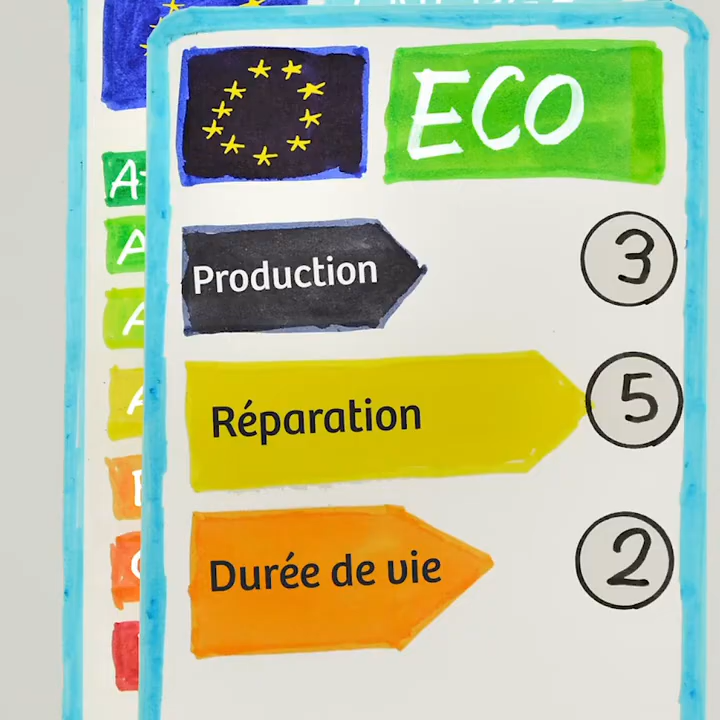 ECO
Production
3
Réparation
5
Durée de vie
2
A+
A
A
A